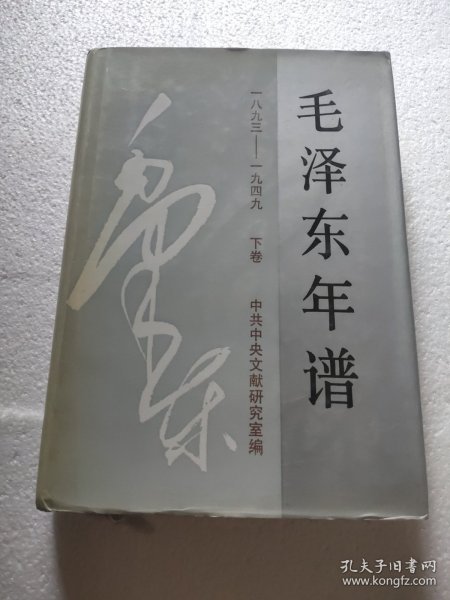 毛泽东年谱
一八九三——一九四九 下卷
中共中央文献研究室编
孔夫子旧书网
www.kongfz.com